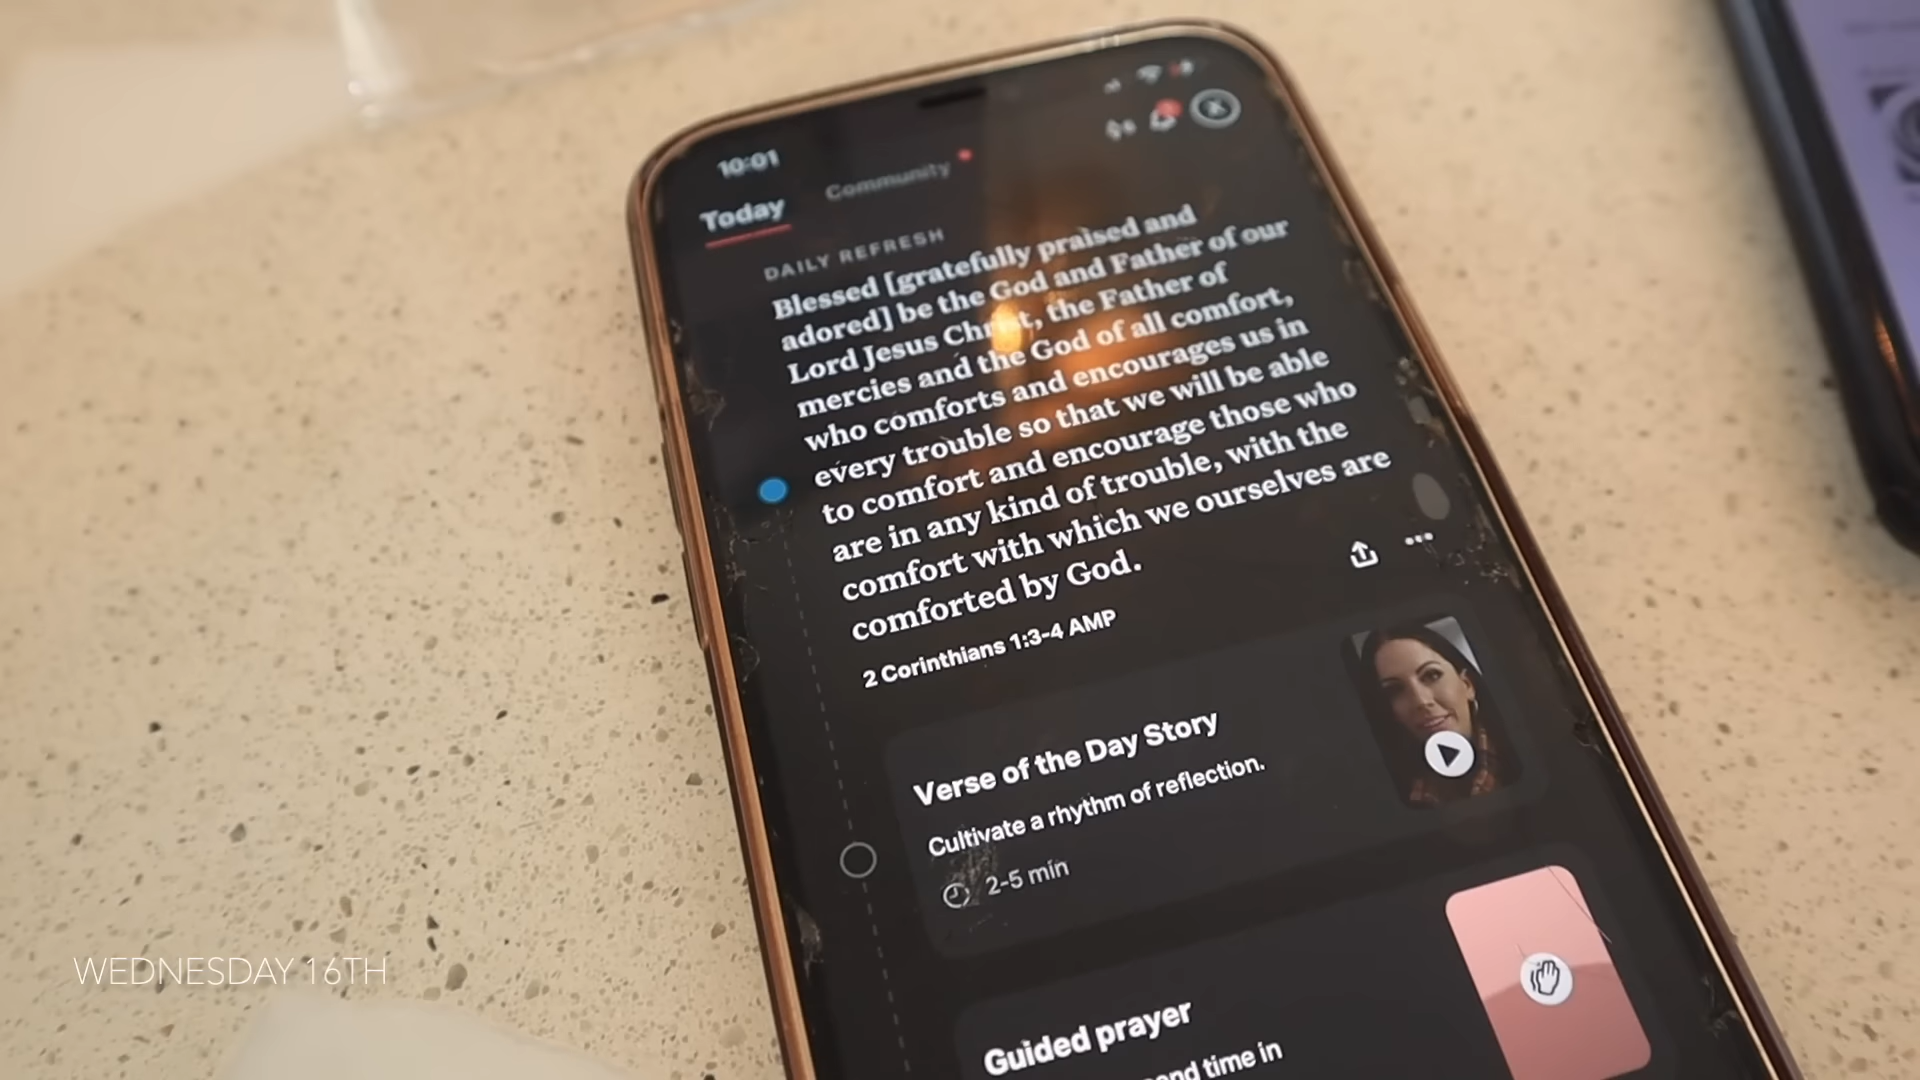 10:01
Today
Community
DAILY REFRESH
Blessed [gratefully praised and
adored] be the God and Father of our
Lord Jesus Christ, the Father of
mercies and the God of all comfort,
who comforts and encourages us in
every trouble so that we will be able
to comfort and encourage those who
are in any kind of trouble, with the
comfort with which we ourselves are
comforted by God.
2 Corinthians 1:3-4 AMP
Verse of the Day Story
Cultivate a rhythm of reflection.
2-5 min
Guided prayer
time in
WEDNESDAY 16TH